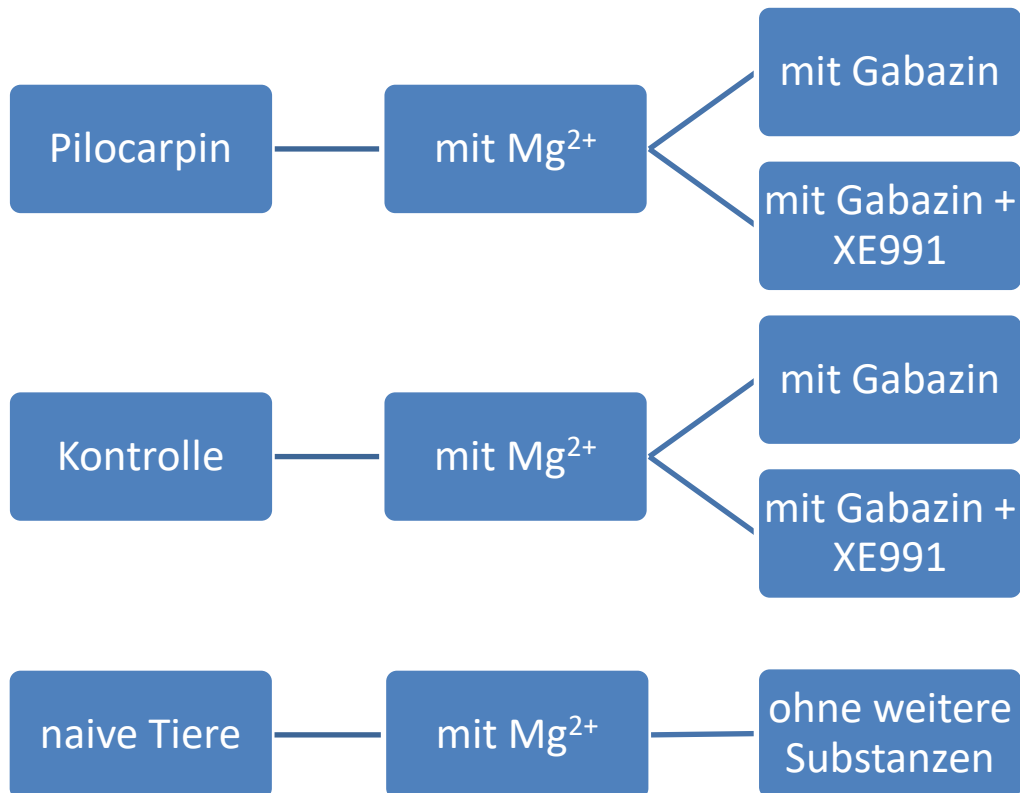 Pilocarpin
mit Mg²⁺
mit Gabazin
mit Gabazin +
XE991
Kontrolle
mit Mg²⁺
mit Gabazin
mit Gabazin +
XE991
naive Tiere
mit Mg²⁺
ohne weitere
Substanzen